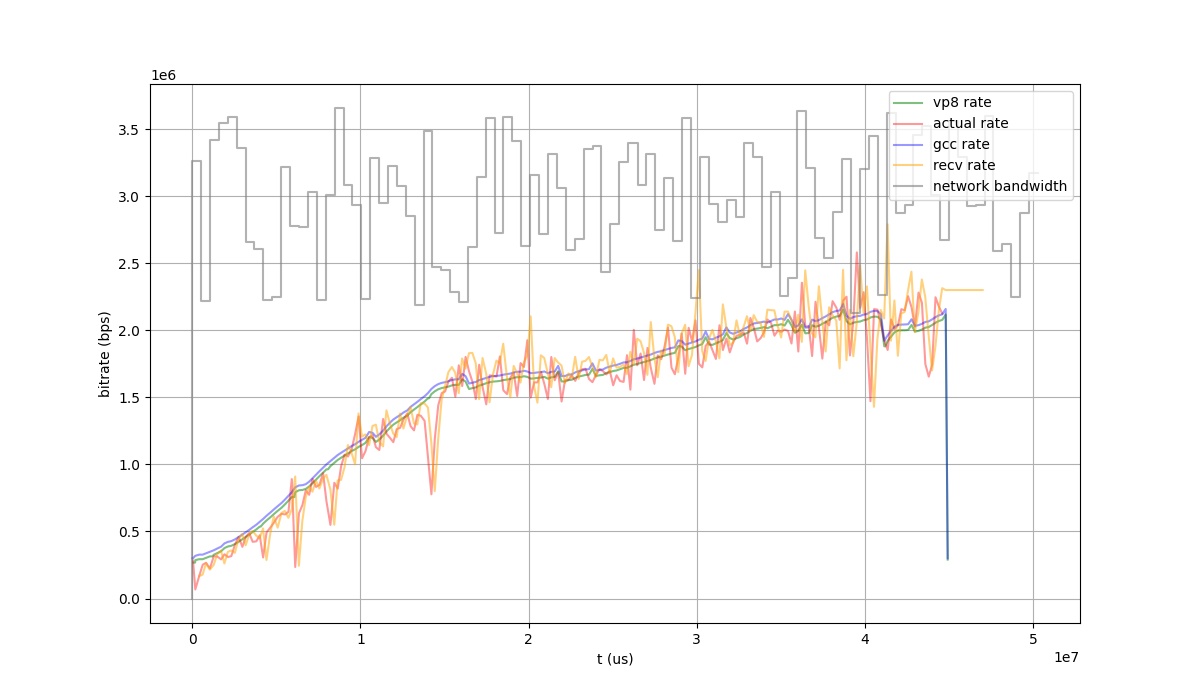 1e6
3.5
3.0
2.5
2.0
1.5
1.0
0.5
0.0
bitrate (bps)
vp8 rate
actual rate
gcc rate
recv rate
network bandwidth
0 1 2 3 4 5
t (us)
1e7